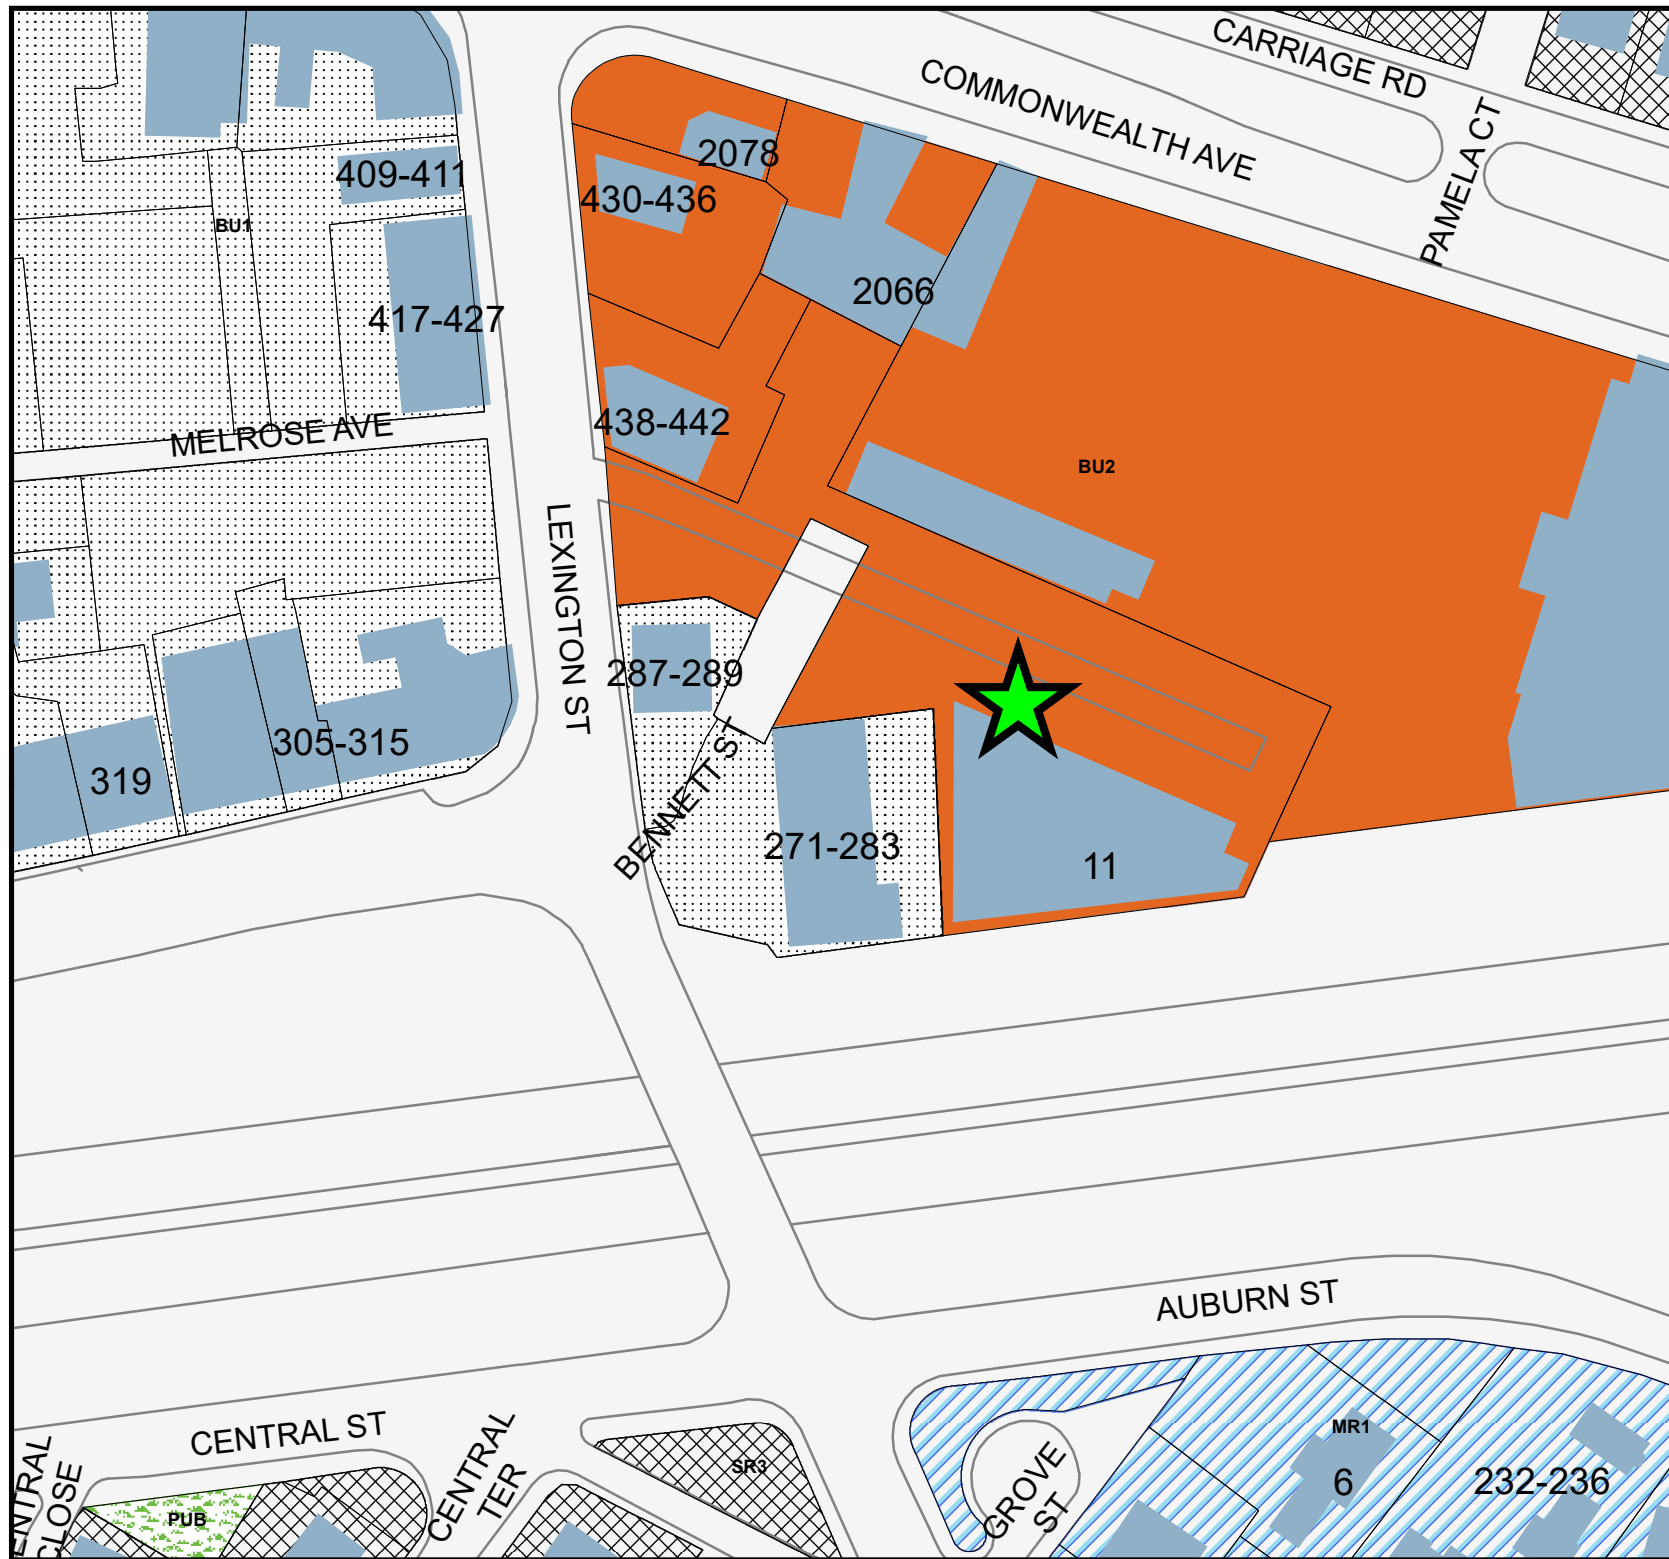 CARRIAGE RD
COMMONWEALTH AVE
PAMELA CT
2078
409-411
430-436
BU1
2066
417-427
438-442
MELROSE AVE
BU2
LEXINGTON ST
287-289
305-315
319
BENNETT ST
271-283
11
AUBURN ST
CENTRAL ST
CENTRAL
TER
ENTRAL
CLOSE
SR3
PUB
GROVE
ST
MR1
6
232-236